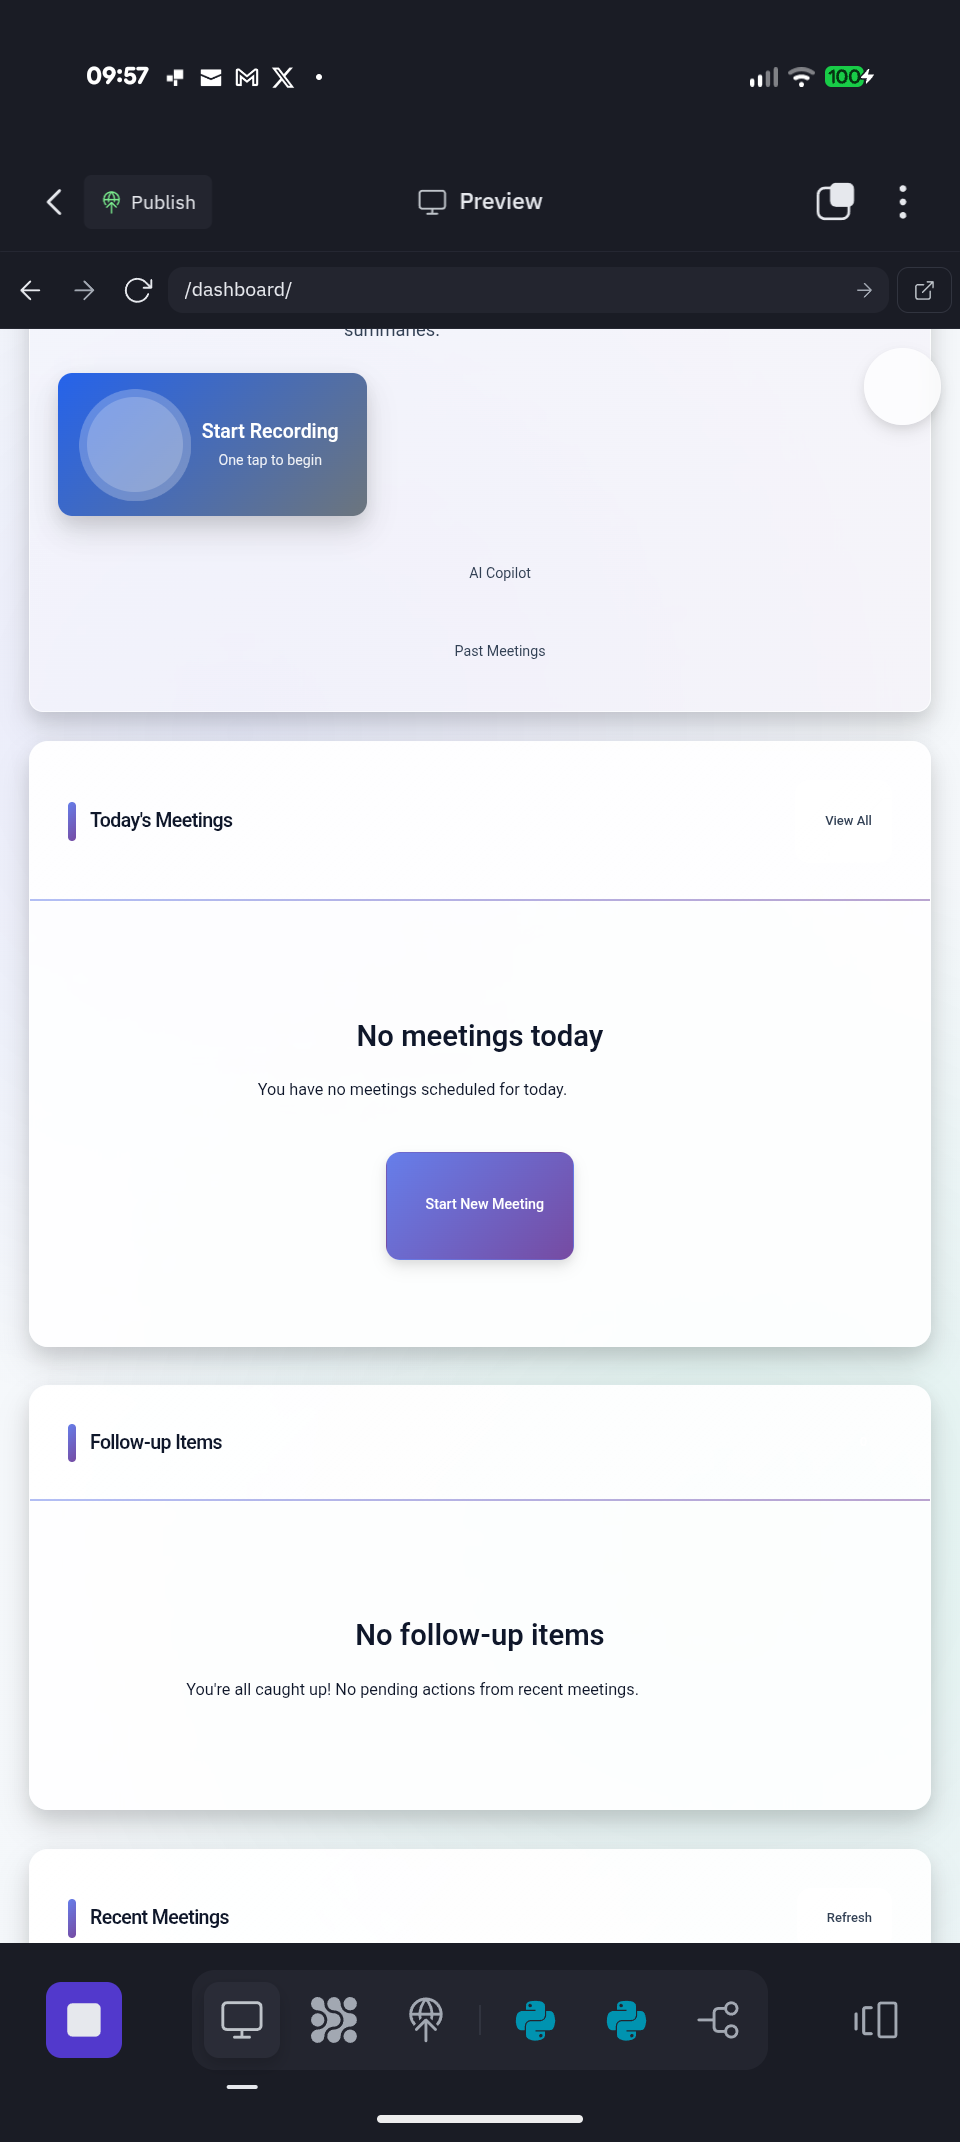 09:57
100
Publish
Preview
/dashboard/
summaries.
Start Recording
One tap to begin
AI Copilot
Past Meetings
Today's Meetings
View All
No meetings today
You have no meetings scheduled for today.
Start New Meeting
Follow-up Items
No follow-up items
You're all caught up! No pending actions from recent meetings.
Recent Meetings
Refresh